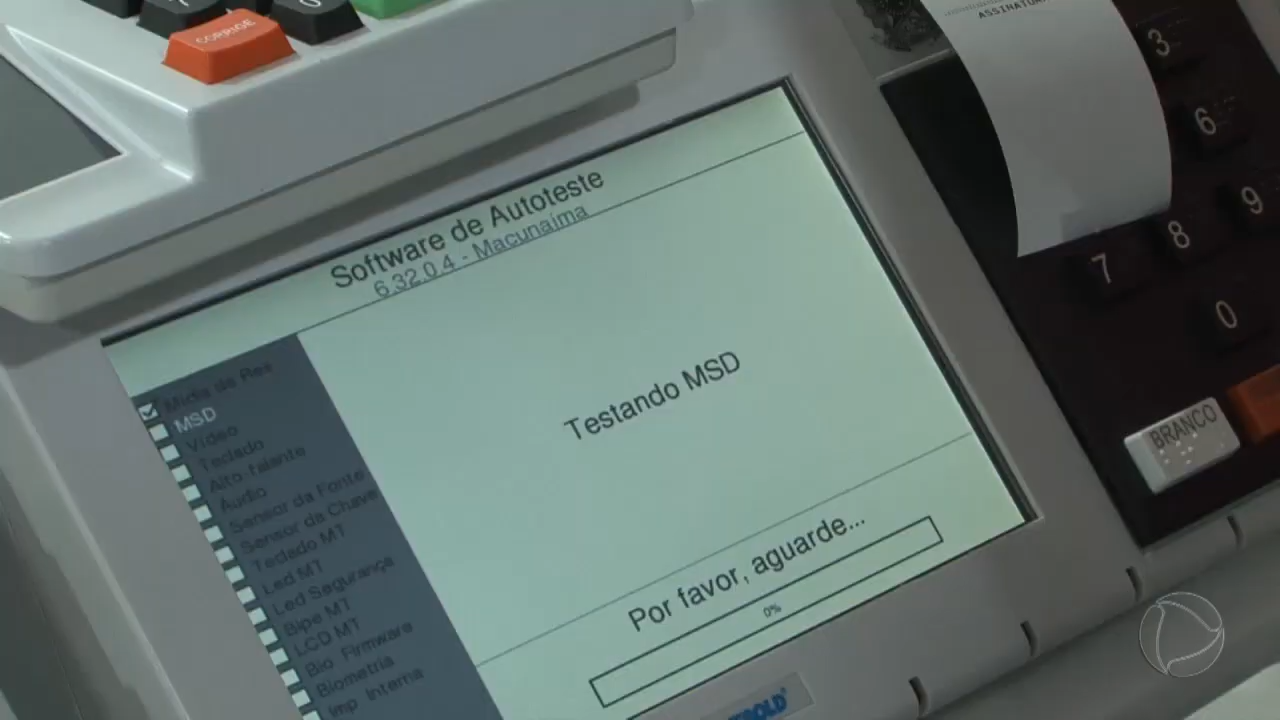 CORRIGE
ASSINATURA
3
6
9
8
7
0
BRANCO
Software de Autoteste
6.32.0.4 - Macunaíma
Mídia de Res
MSD
Vídeo
Teclado
Alto-falante
Áudio
Sensor da Fonte
Sensor da Chave
Teclado MT
Led MT
Led Segurança
Bipe MT
LCD MT
Bio Firmware
Biometria
Imp Interna
Testando MSD
Por favor, aguarde...
0%